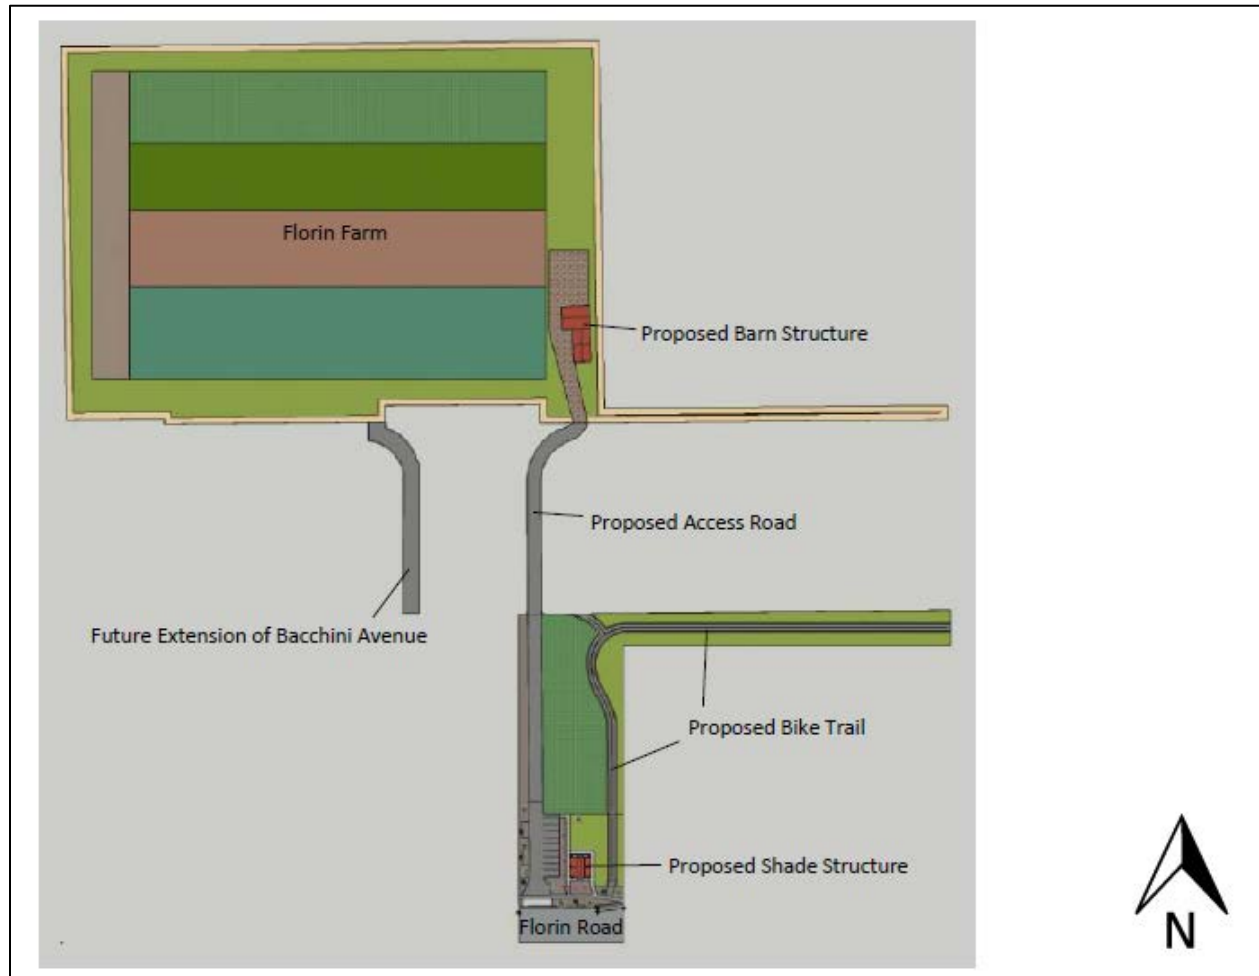 Florin Farm
Proposed Barn Structure
Proposed Access Road
Future Extension of Bacchini Avenue
Proposed Bike Trail
Proposed Shade Structure
Florin Road
N